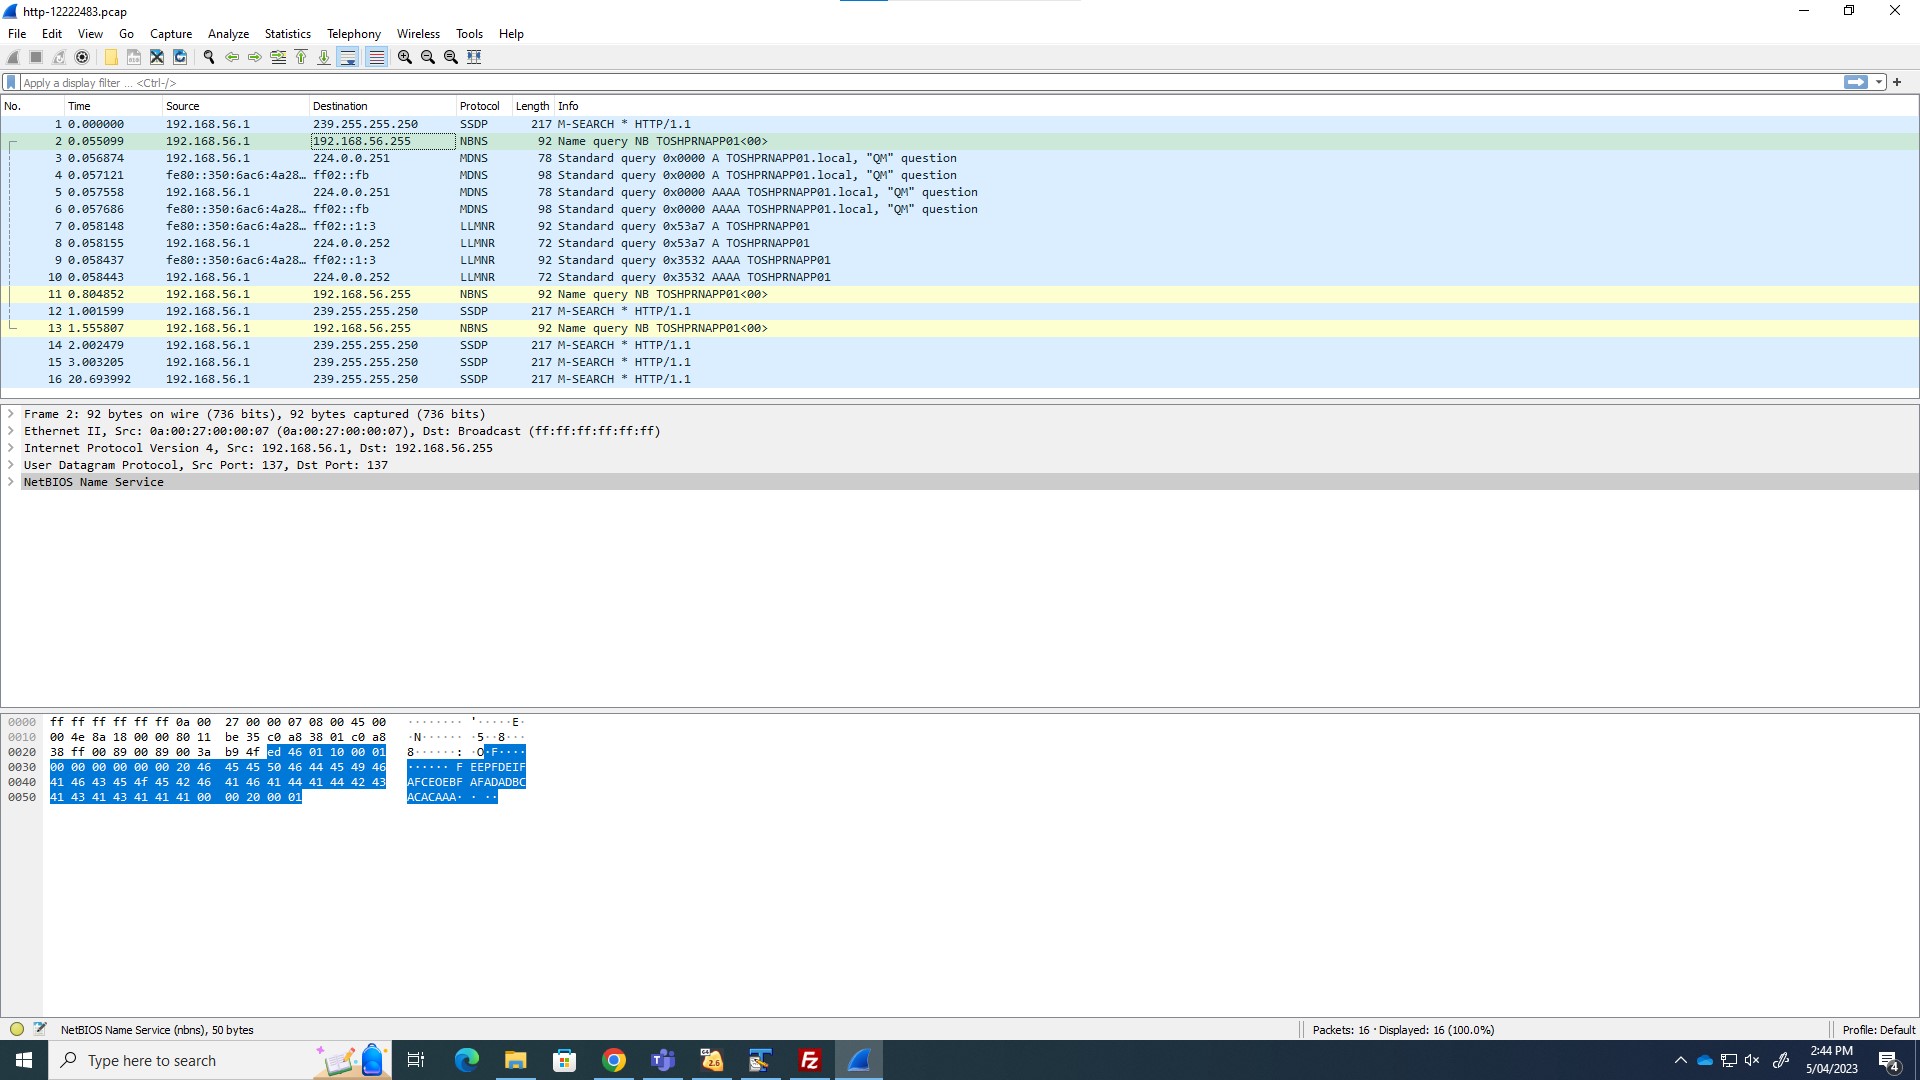 http-12222483.pcap
File Edit View Go Capture Analyze Statistics Telephony Wireless Tools Help
Apply a display filter ... <Ctrl-/>
No. Time Source Destination Protocol Length Info
1 0.000000 192.168.56.1 239.255.255.250 SSDP 217 M-SEARCH * HTTP/1.1
2 0.055099 192.168.56.1 192.168.56.255 NBNS 92 Name query NB TOSHPRNAPP01<00>
3 0.056874 192.168.56.1 224.0.0.251 MDNS 78 Standard query 0x0000 A TOSHPRNAPP01.local, "QM" question
4 0.057121 fe80::350:6ac6:4a28… ff02::fb MDNS 98 Standard query 0x0000 A TOSHPRNAPP01.local, "QM" question
5 0.057558 192.168.56.1 224.0.0.251 MDNS 78 Standard query 0x0000 AAAA TOSHPRNAPP01.local, "QM" question
6 0.057686 fe80::350:6ac6:4a28… ff02::fb MDNS 98 Standard query 0x0000 AAAA TOSHPRNAPP01.local, "QM" question
7 0.058148 fe80::350:6ac6:4a28… ff02::1:3 LLMNR 92 Standard query 0x53a7 A TOSHPRNAPP01
8 0.058155 192.168.56.1 224.0.0.252 LLMNR 72 Standard query 0x53a7 A TOSHPRNAPP01
9 0.058437 fe80::350:6ac6:4a28… ff02::1:3 LLMNR 92 Standard query 0x3532 AAAA TOSHPRNAPP01
10 0.058443 192.168.56.1 224.0.0.252 LLMNR 72 Standard query 0x3532 AAAA TOSHPRNAPP01
11 0.804852 192.168.56.1 192.168.56.255 NBNS 92 Name query NB TOSHPRNAPP01<00>
12 1.001599 192.168.56.1 239.255.255.250 SSDP 217 M-SEARCH * HTTP/1.1
13 1.555807 192.168.56.1 192.168.56.255 NBNS 92 Name query NB TOSHPRNAPP01<00>
14 2.002479 192.168.56.1 239.255.255.250 SSDP 217 M-SEARCH * HTTP/1.1
15 3.003205 192.168.56.1 239.255.255.250 SSDP 217 M-SEARCH * HTTP/1.1
16 20.693992 192.168.56.1 239.255.255.250 SSDP 217 M-SEARCH * HTTP/1.1
Frame 2: 92 bytes on wire (736 bits), 92 bytes captured (736 bits)
Ethernet II, Src: 0a:00:27:00:00:07 (0a:00:27:00:00:07), Dst: Broadcast (ff:ff:ff:ff:ff:ff)
Internet Protocol Version 4, Src: 192.168.56.1, Dst: 192.168.56.255
User Datagram Protocol, Src Port: 137, Dst Port: 137
NetBIOS Name Service
0000 ff ff ff ff ff ff 0a 00 27 00 00 07 08 00 45 00 ········ '·····E·
0010 00 4e 8a 18 00 00 80 11 be 35 c0 a8 38 01 c0 a8 ·N······ ·5··8···
0020 38 ff 00 89 00 89 00 3a b9 4f ed 46 01 10 00 01 8······: ·O·F····
0030 00 00 00 00 00 00 20 46 45 45 50 46 44 45 49 46 ······ F EEPFDEIF
0040 41 46 43 45 4f 45 42 46 41 46 41 44 41 44 42 43 AFCEOEBF AFADADBC
0050 41 43 41 43 41 41 41 00 00 20 00 01 ACACAAA· · ··
NetBIOS Name Service (nbns), 50 bytes
Packets: 16 · Displayed: 16 (100.0%)
Profile: Default
Type here to search
2:44 PM
5/04/2023
4